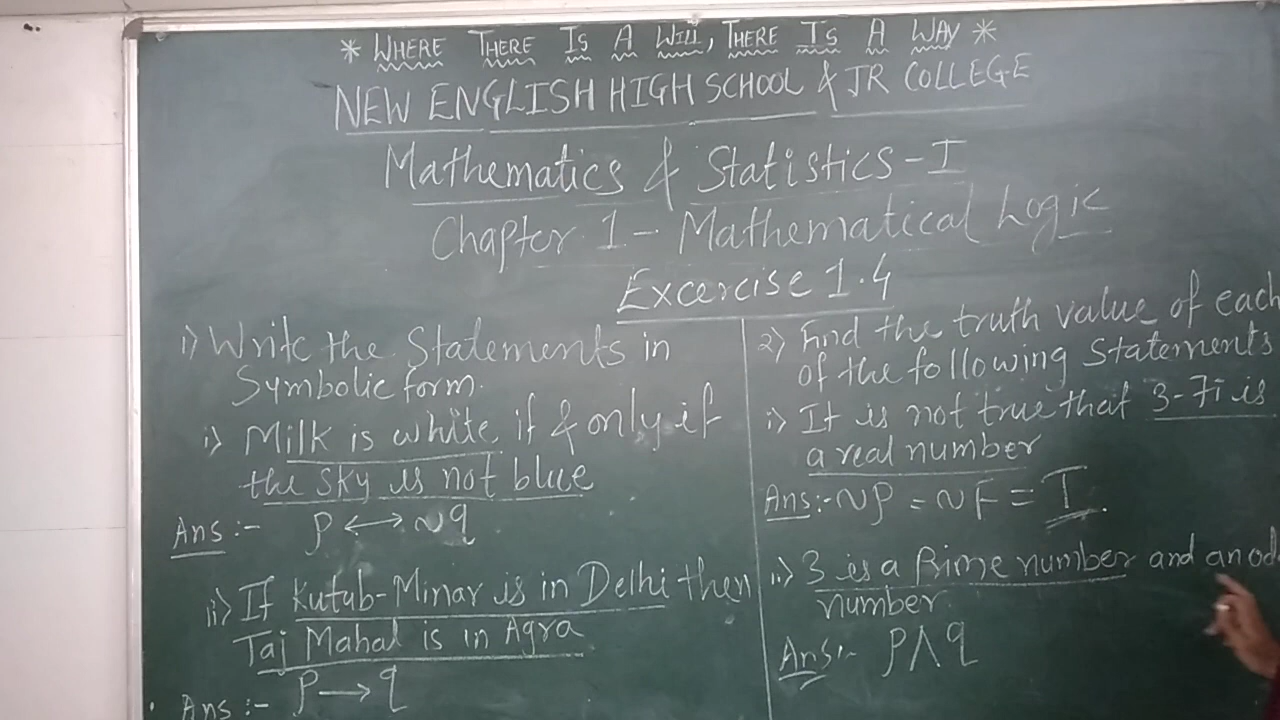 * WHERE THERE IS A WILL, THERE IS A WAY *
NEW ENGLISH HIGH SCHOOL & JR COLLEGE
Mathematics & Statistics - I
Chapter 1 - Mathematical Logic
Excercise 1.4
1) Write the Statements in
Symbolic form.
i) Milk is white if & only if
the sky is not blue
Ans :- p ↔ ~q
ii) If Kutub-Minar is in Delhi then
Taj Mahal is in Agra
Ans :- p → q
2) Find the truth value of each
of the following Statements
i) It is not true that 3-7i is
a real number
Ans :- ~p = ~F = T.
ii) 3 is a Prime number and an od
number
Ans :- p ∧ q